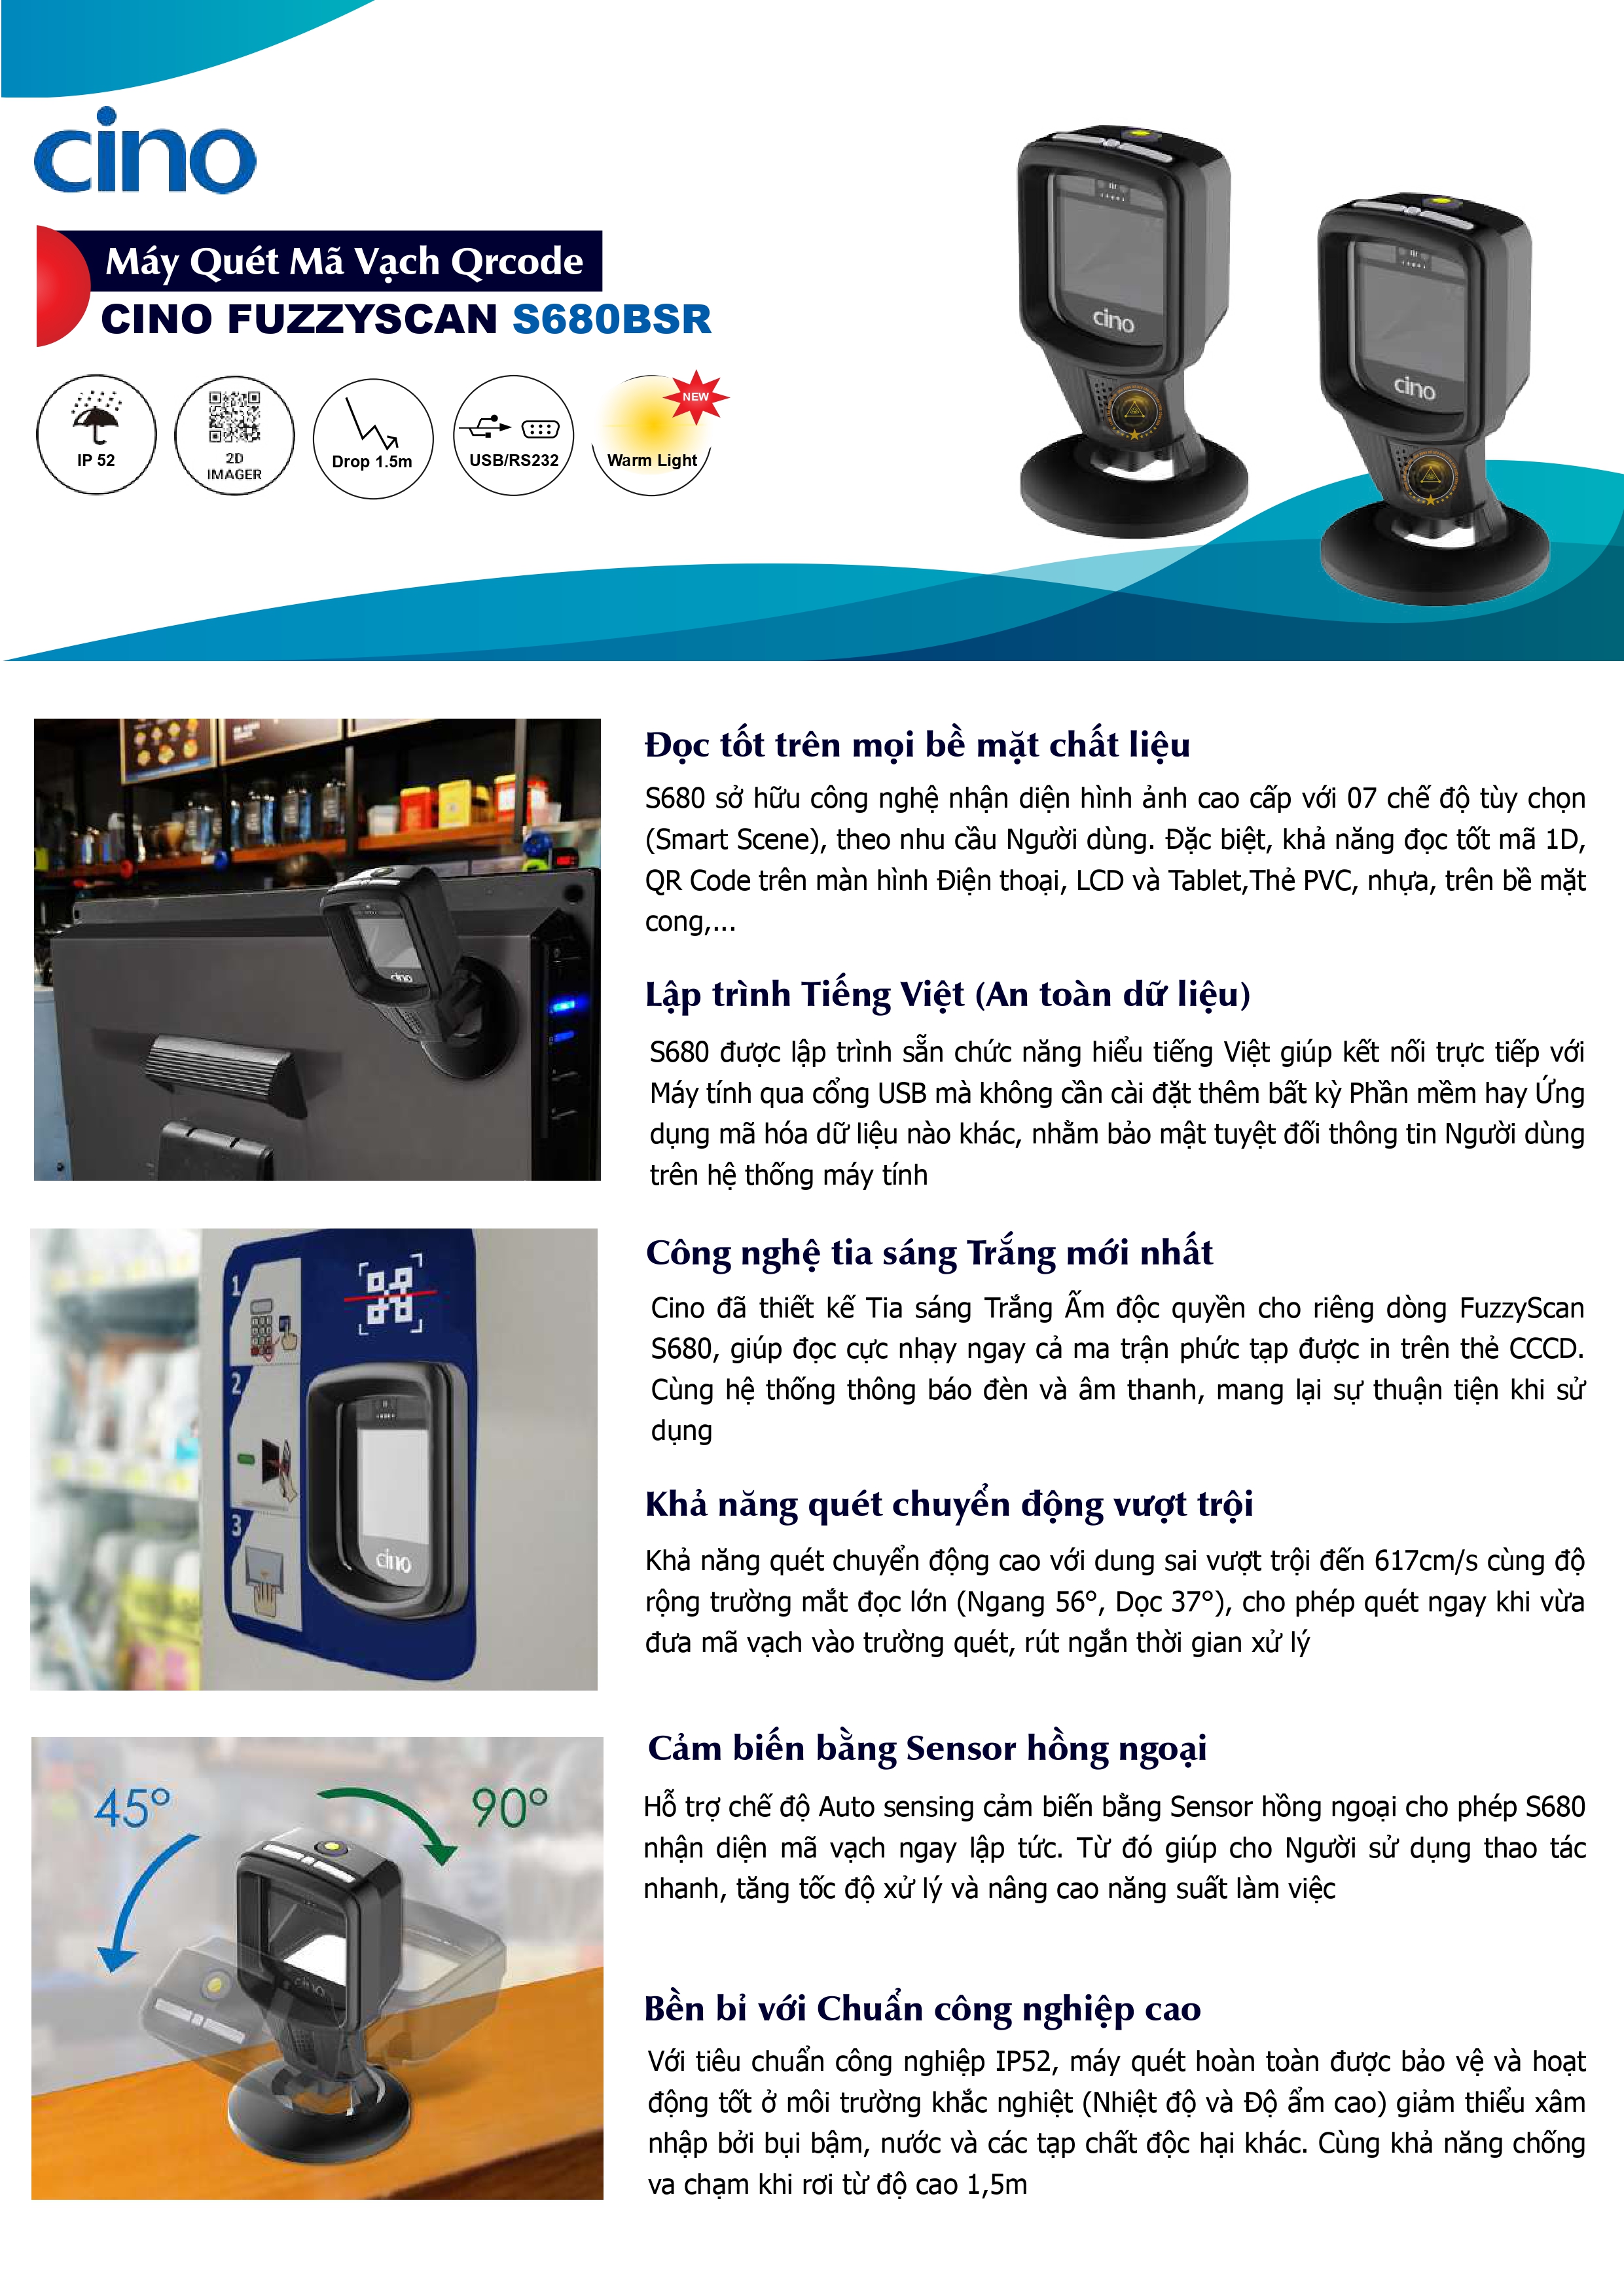 cino
Máy Quét Mã Vạch Qrcode
CINO FUZZYSCAN S680BSR
IP 52
2D
IMAGER
Drop 1.5m
USB/RS232
NEW
Warm Light
cino
cino
Đọc tốt trên mọi bề mặt chất liệu
S680 sở hữu công nghệ nhận diện hình ảnh cao cấp với 07 chế độ tùy chọn
(Smart Scene), theo nhu cầu Người dùng. Đặc biệt, khả năng đọc tốt mã 1D,
QR Code trên màn hình Điện thoại, LCD và Tablet,Thẻ PVC, nhựa, trên bề mặt
cong,...
cino
Lập trình Tiếng Việt (An toàn dữ liệu)
S680 được lập trình sẵn chức năng hiểu tiếng Việt giúp kết nối trực tiếp với
Máy tính qua cổng USB mà không cần cài đặt thêm bất kỳ Phần mềm hay Ứng
dụng mã hóa dữ liệu nào khác, nhằm bảo mật tuyệt đối thông tin Người dùng
trên hệ thống máy tính
Công nghệ tia sáng Trắng mới nhất
Cino đã thiết kế Tia sáng Trắng Ấm độc quyền cho riêng dòng FuzzyScan
S680, giúp đọc cực nhạy ngay cả ma trận phức tạp được in trên thẻ CCCD.
Cùng hệ thống thông báo đèn và âm thanh, mang lại sự thuận tiện khi sử
dụng
1
2
3
cino
Khả năng quét chuyển động vượt trội
Khả năng quét chuyển động cao với dung sai vượt trội đến 617cm/s cùng độ
rộng trường mắt đọc lớn (Ngang 56°, Dọc 37°), cho phép quét ngay khi vừa
đưa mã vạch vào trường quét, rút ngắn thời gian xử lý
Cảm biến bằng Sensor hồng ngoại
Hỗ trợ chế độ Auto sensing cảm biến bằng Sensor hồng ngoại cho phép S680
nhận diện mã vạch ngay lập tức. Từ đó giúp cho Người sử dụng thao tác
nhanh, tăng tốc độ xử lý và nâng cao năng suất làm việc
45°
90°
cino
Bền bỉ với Chuẩn công nghiệp cao
Với tiêu chuẩn công nghiệp IP52, máy quét hoàn toàn được bảo vệ và hoạt
động tốt ở môi trường khắc nghiệt (Nhiệt độ và Độ ẩm cao) giảm thiểu xâm
nhập bởi bụi bậm, nước và các tạp chất độc hại khác. Cùng khả năng chống
va chạm khi rơi từ độ cao 1,5m